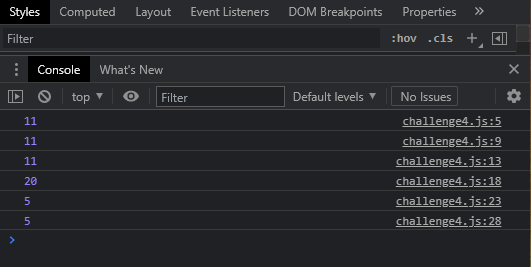 Styles Computed Layout Event Listeners DOM Breakpoints Properties »
Filter :hov .cls +
Console What's New
top Filter Default levels No Issues
11 challenge4.js:5
11 challenge4.js:9
11 challenge4.js:13
20 challenge4.js:18
5 challenge4.js:23
5 challenge4.js:28
>